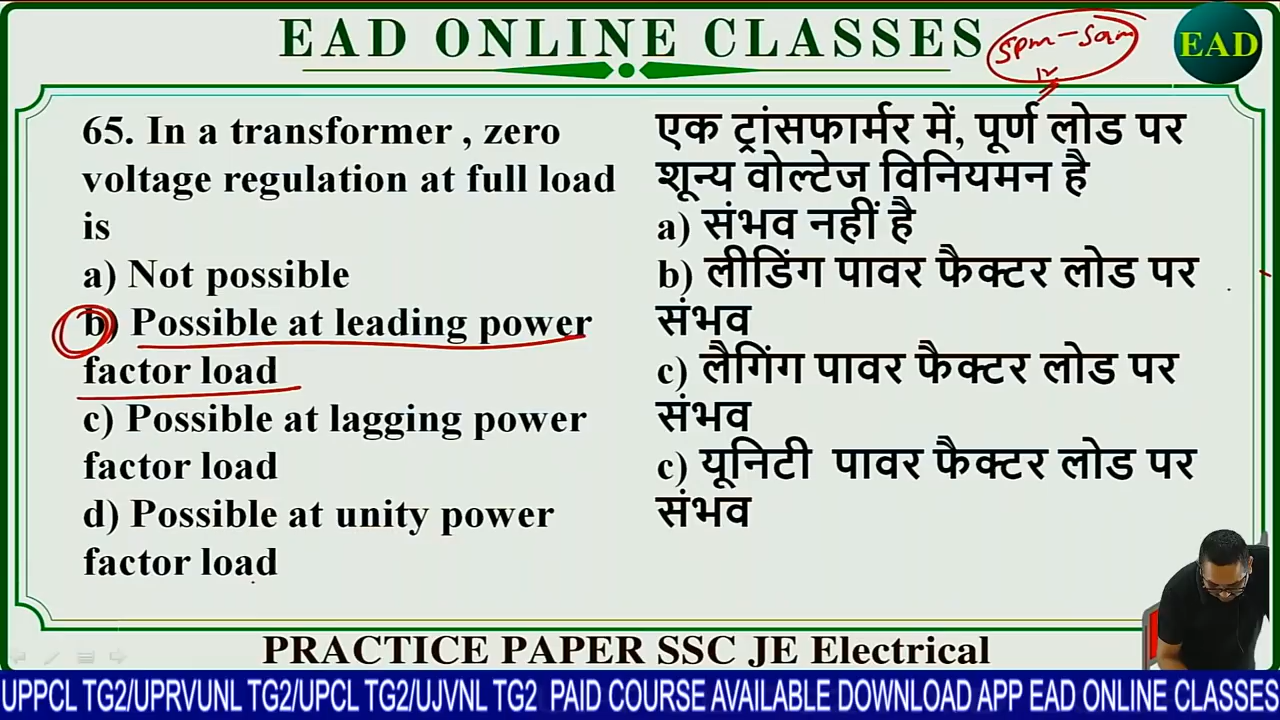 EAD ONLINE CLASSES
5pm-5am
12
EAD
65. In a transformer , zero
voltage regulation at full load
is
a) Not possible
b) Possible at leading power
factor load
c) Possible at lagging power
factor load
d) Possible at unity power
factor load
एक ट्रांसफार्मर में, पूर्ण लोड पर
शून्य वोल्टेज विनियमन है
a) संभव नहीं है
b) लीडिंग पावर फैक्टर लोड पर
संभव
c) लैगिंग पावर फैक्टर लोड पर
संभव
c) यूनिटी पावर फैक्टर लोड पर
संभव
PRACTICE PAPER SSC JE Electrical
UPPCL TG2/UPRVUNL TG2/UPCL TG2/UJVNL TG2 PAID COURSE AVAILABLE DOWNLOAD APP EAD ONLINE CLASSES